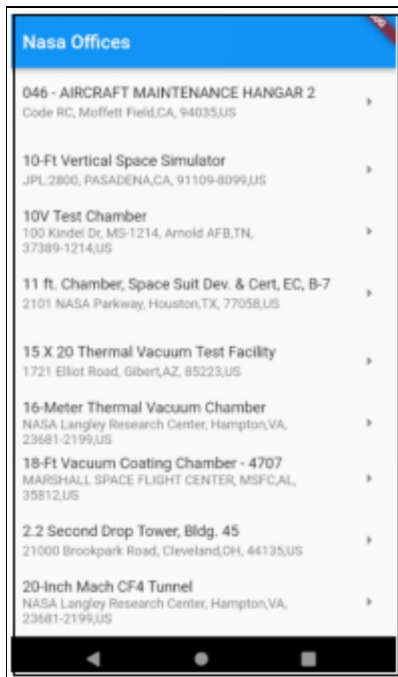 Nasa Offices
046 - AIRCRAFT MAINTENANCE HANGAR 2
Code RC, Moffett Field,CA, 94035,US
10-Ft Vertical Space Simulator
JPL:2800, PASADENA,CA, 91109-8099,US
10V Test Chamber
100 Kindel Dr, MS-1214, Arnold AFB,TN,
37389-1214,US
11 ft. Chamber, Space Suit Dev. & Cert, EC, B-7
2101 NASA Parkway, Houston,TX, 77058,US
15 X 20 Thermal Vacuum Test Facility
1721 Elliot Road, Gibert,AZ, 85223,US
16-Meter Thermal Vacuum Chamber
NASA Langley Research Center, Hampton,VA,
23681-2199,US
18-Ft Vacuum Coating Chamber - 4707
MARSHALL SPACE FLIGHT CENTER, MSFC,AL,
35812,US
2.2 Second Drop Tower, Bldg. 45
21000 Brookpark Road, Cleveland,OH, 44135,US
20-Inch Mach CF4 Tunnel
NASA Langley Research Center, Hampton,VA,
23681-2199,US